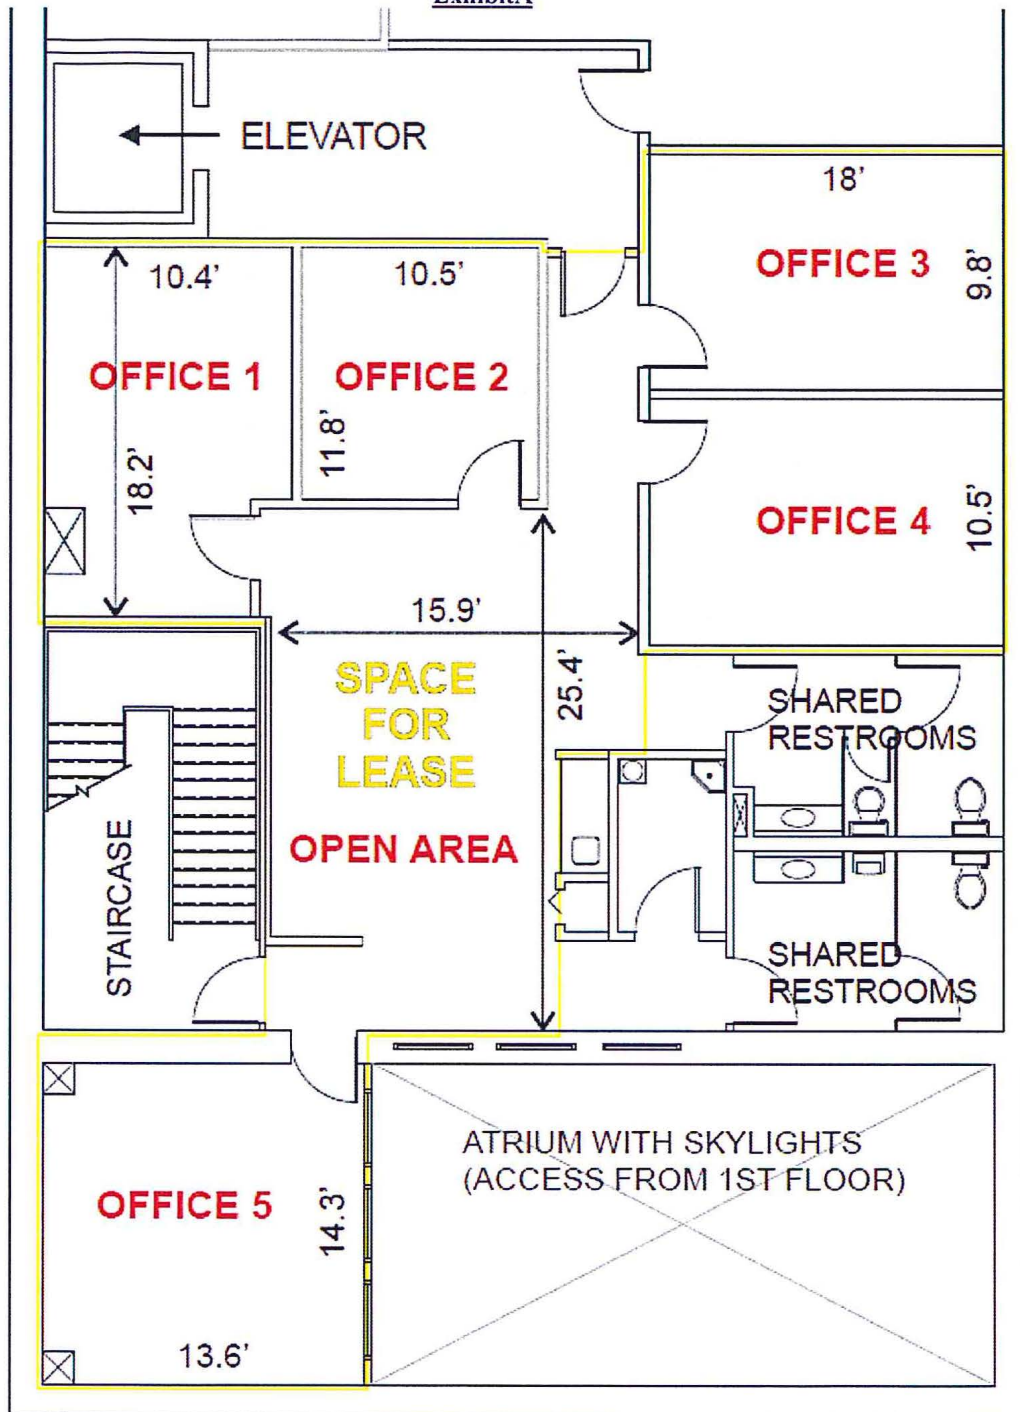 ExhibitA
ELEVATOR
18'
OFFICE 3
9.8'
10.4'
10.5'
OFFICE 1
OFFICE 2
11.8'
18.2'
OFFICE 4
10.5'
15.9'
25.4'
SPACE
FOR
LEASE
OPEN AREA
STAIRCASE
SHARED
RESTROOMS
SHARED
RESTROOMS
ATRIUM WITH SKYLIGHTS
(ACCESS FROM 1ST FLOOR)
OFFICE 5
14.3'
13.6'